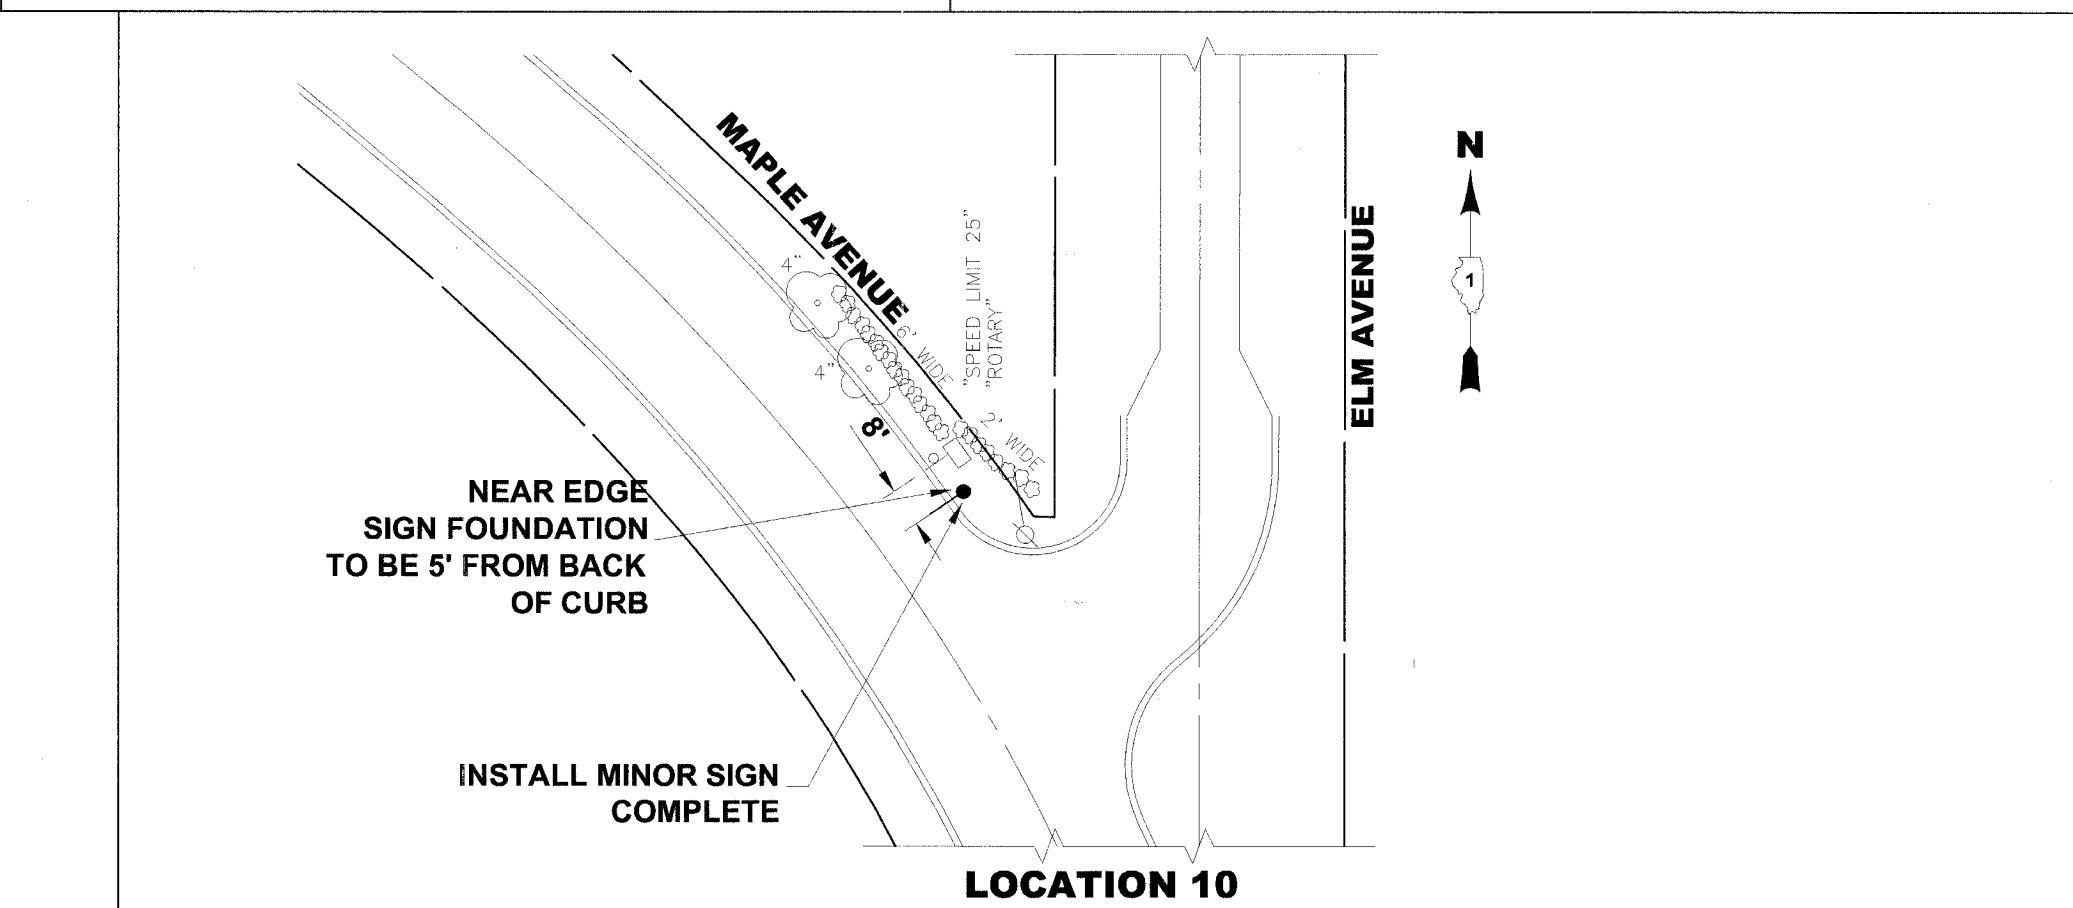 MAPLE AVENUE
4"
4"
6' WIDE
2' WIDE
"SPEED LIMIT 25"
"ROTARY"
ELM AVENUE
N
1
8'
NEAR EDGE
SIGN FOUNDATION
TO BE 5' FROM BACK
OF CURB
INSTALL MINOR SIGN
COMPLETE
LOCATION 10